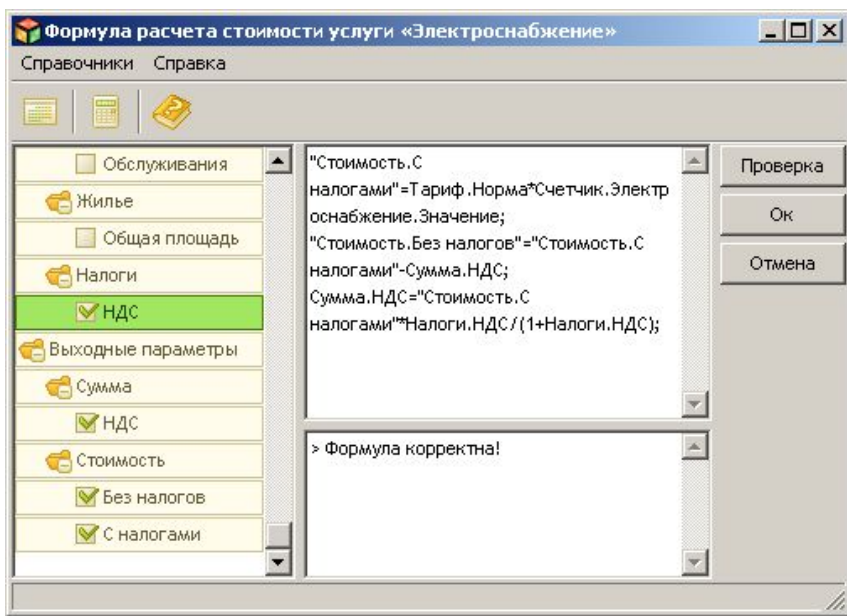 Формула расчета стоимости услуги «Электроснабжение»
Справочники Справка
Обслуживания
Жилье
Общая площадь
Налоги
НДС
Выходные параметры
Сумма
НДС
Стоимость
Без налогов
С налогами
"Стоимость.С
налогами"=Тариф.Норма*Счетчик.Электр
оснабжение.Значение;
"Стоимость.Без налогов"="Стоимость.С
налогами"-Сумма.НДС;
Сумма.НДС="Стоимость.С
налогами"*Налоги.НДС/(1+Налоги.НДС);
> Формула корректна!
Проверка
Ок
Отмена